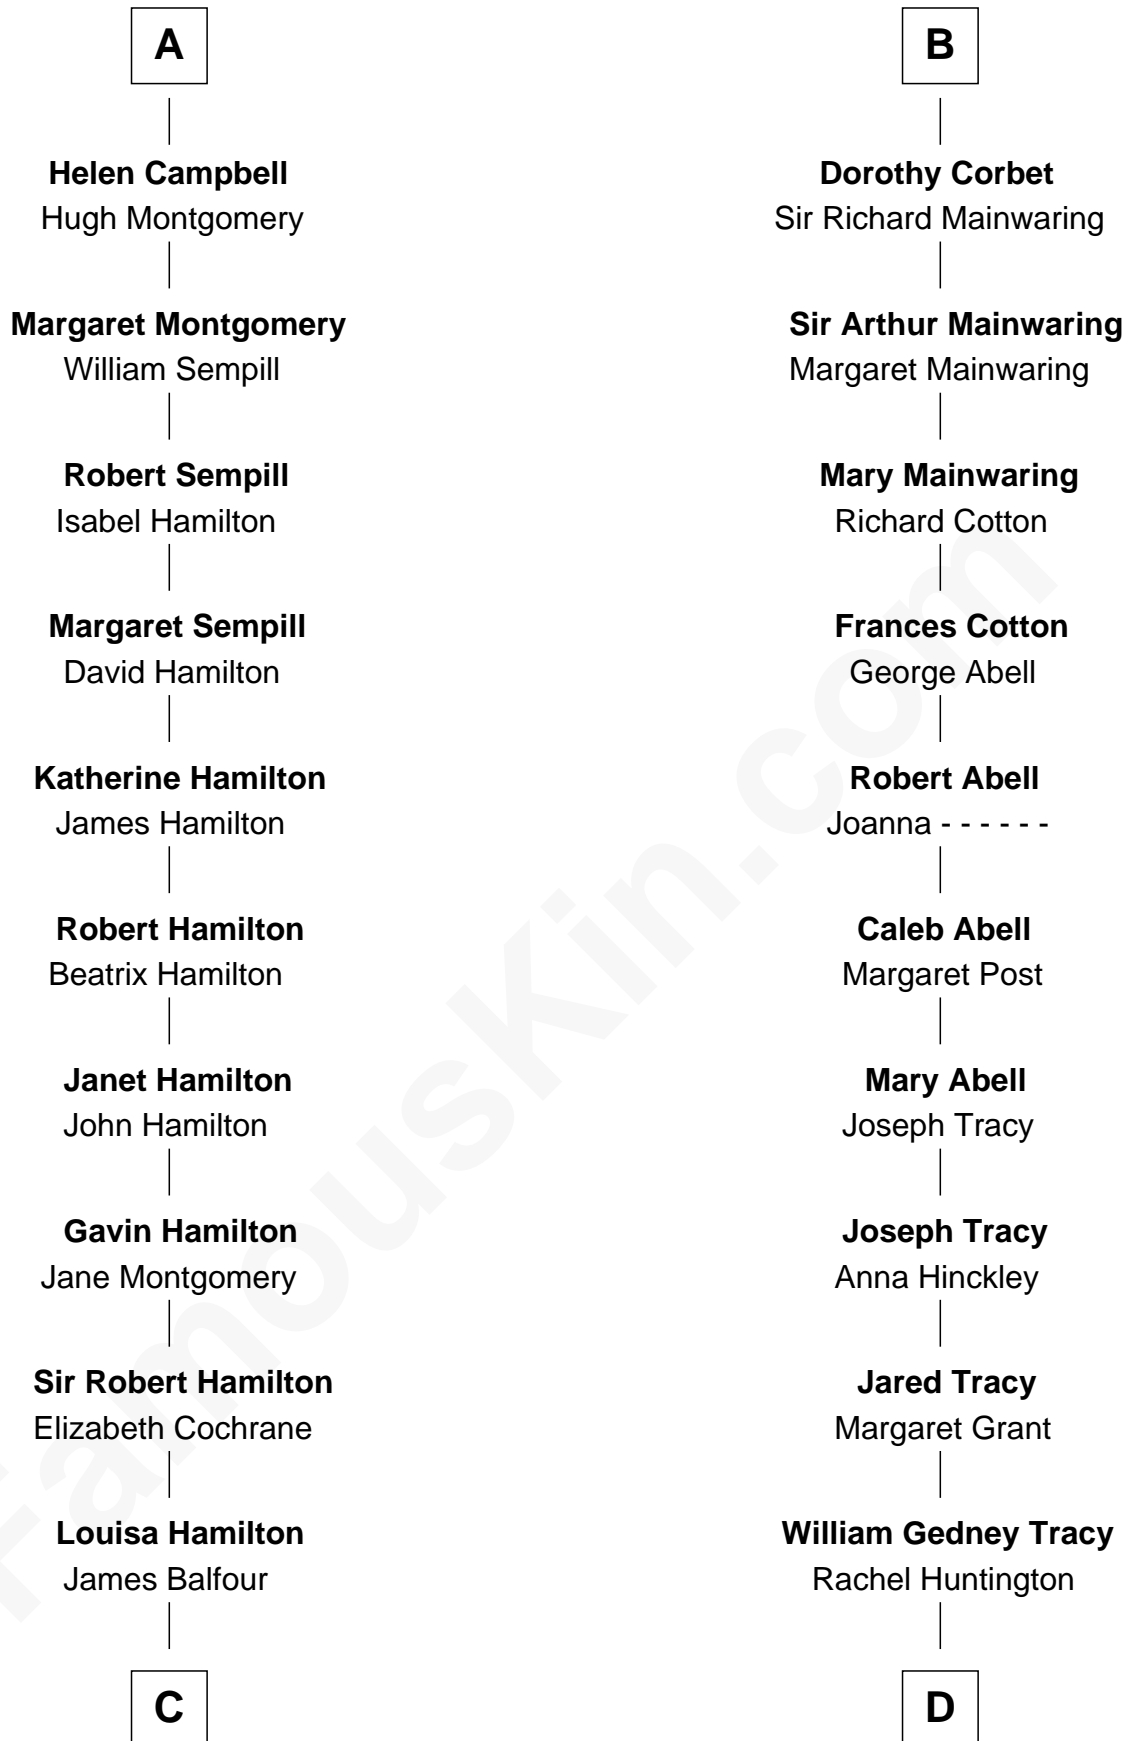 A
Helen Campbell
Hugh Montgomery
Margaret Montgomery
William Sempill
Robert Sempill
Isabel Hamilton
Margaret Sempill
David Hamilton
Katherine Hamilton
James Hamilton
Robert Hamilton
Beatrix Hamilton
Janet Hamilton
John Hamilton
Gavin Hamilton
Jane Montgomery
Sir Robert Hamilton
Elizabeth Cochrane
Louisa Hamilton
James Balfour
C
B
Dorothy Corbet
Sir Richard Mainwaring
Sir Arthur Mainwaring
Margaret Mainwaring
Mary Mainwaring
Richard Cotton
Frances Cotton
George Abell
Robert Abell
Joanna - - - - - -
Caleb Abell
Margaret Post
Mary Abell
Joseph Tracy
Joseph Tracy
Anna Hinckley
Jared Tracy
Margaret Grant
William Gedney Tracy
Rachel Huntington
D
FamousKin.com